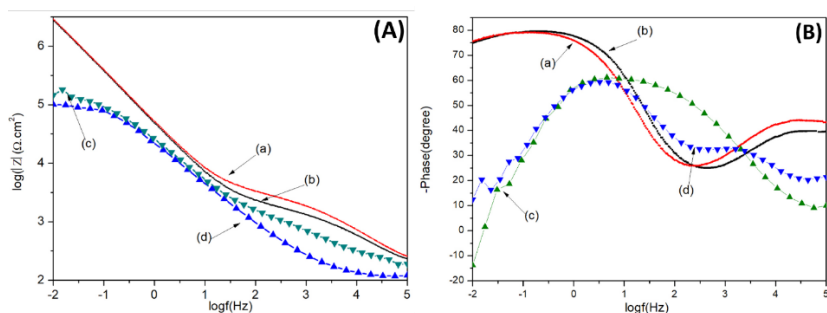 (A)
6
5
4
3
2
log(|Z|(Ω.cm²)
(c)
(a)
(b)
(d)
-2 -1 0 1 2 3 4 5
logf(Hz)
(B)
80
70
60
50
40
30
20
10
0
-10
-20
-Phase(degree)
(b)
(a)
(d)
(c)
-2 -1 0 1 2 3 4 5
logf(Hz)